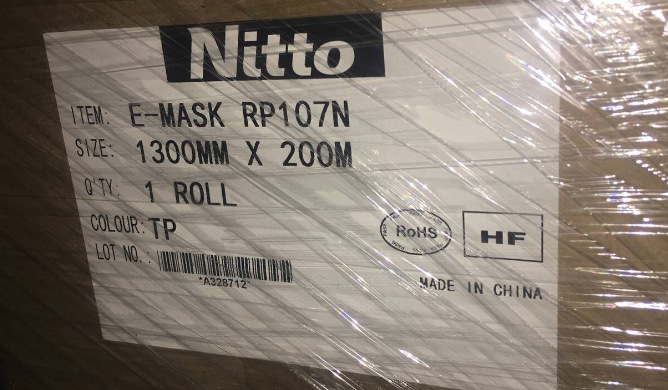 Nitto
ITEM: E-MASK RP107N
SIZE: 1300MM X 200M
Q'TY: 1 ROLL
COLOUR: TP
LOT NO.:
*A328712*
RoHS
HF
MADE IN CHINA